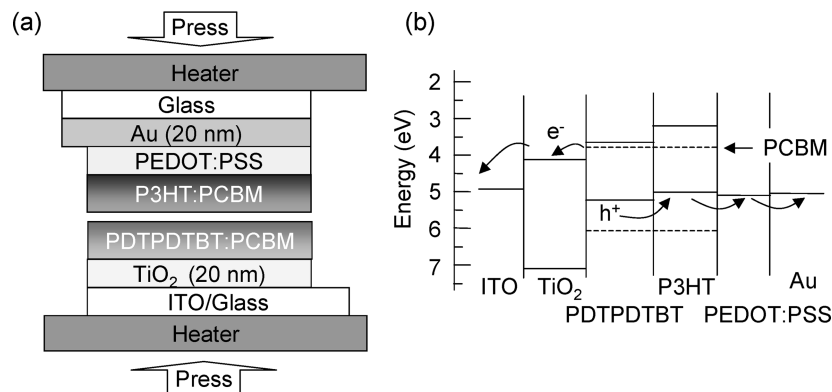 (a)
Press
Heater
Glass
Au (20 nm)
PEDOT:PSS
P3HT:PCBM
PDTPDTBT:PCBM
TiO₂ (20 nm)
ITO/Glass
Heater
Press
(b)
Energy (eV)
2
3
4
5
6
7
e⁻
PCBM
h⁺
ITO
TiO₂
P3HT
Au
PDTPDTBT
PEDOT:PSS